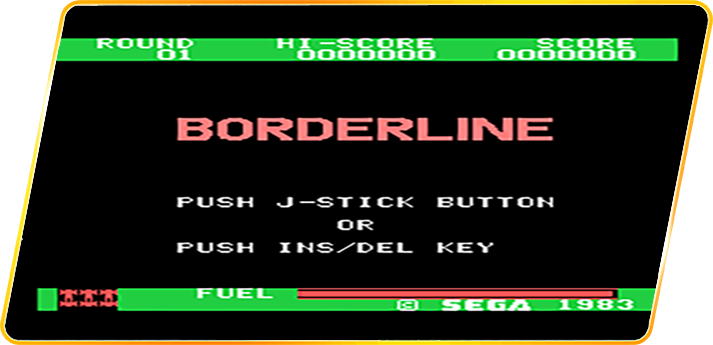 ROUND HI-SCORE SCORE
01 0000000 0000000
BORDERLINE
PUSH J-STICK BUTTON
OR
PUSH INS/DEL KEY
FUEL
© SEGA 1983